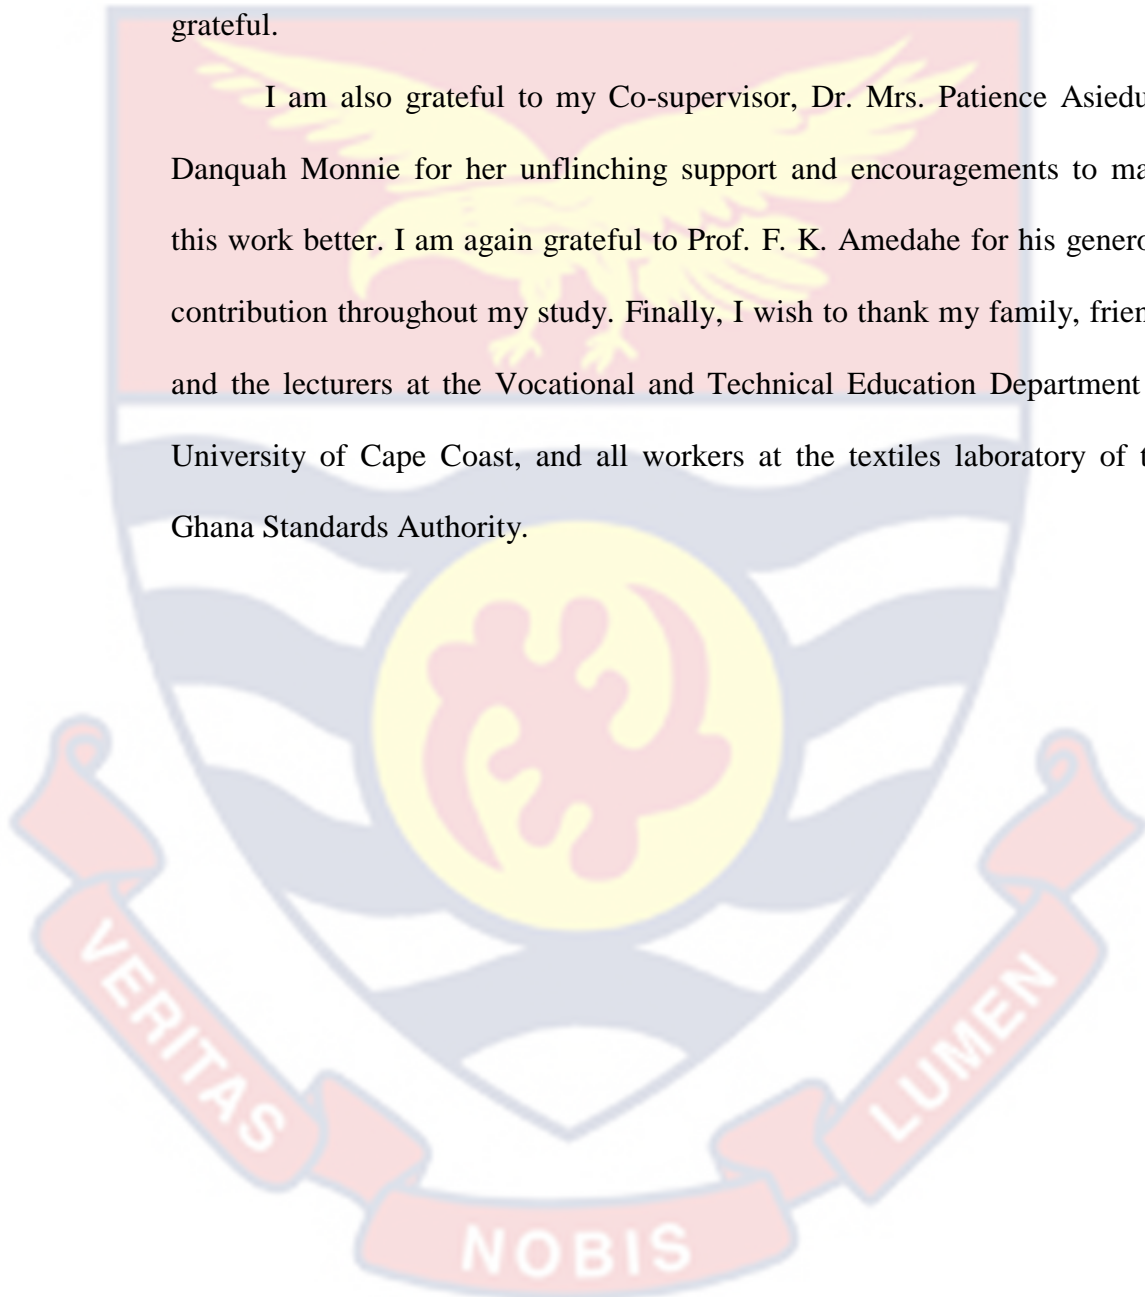 grateful.
I am also grateful to my Co-supervisor, Dr. Mrs. Patience Asiedu
Danquah Monnie for her unflinching support and encouragements to
this work better. I am again grateful to Prof. F. K. Amedahe for his
contribution throughout my study. Finally, I wish to thank my family,
and the lecturers at the Vocational and Technical Education Department
University of Cape Coast, and all workers at the textiles laboratory of
Ghana Standards Authority.
VERITAS
NOBIS
LUMEN